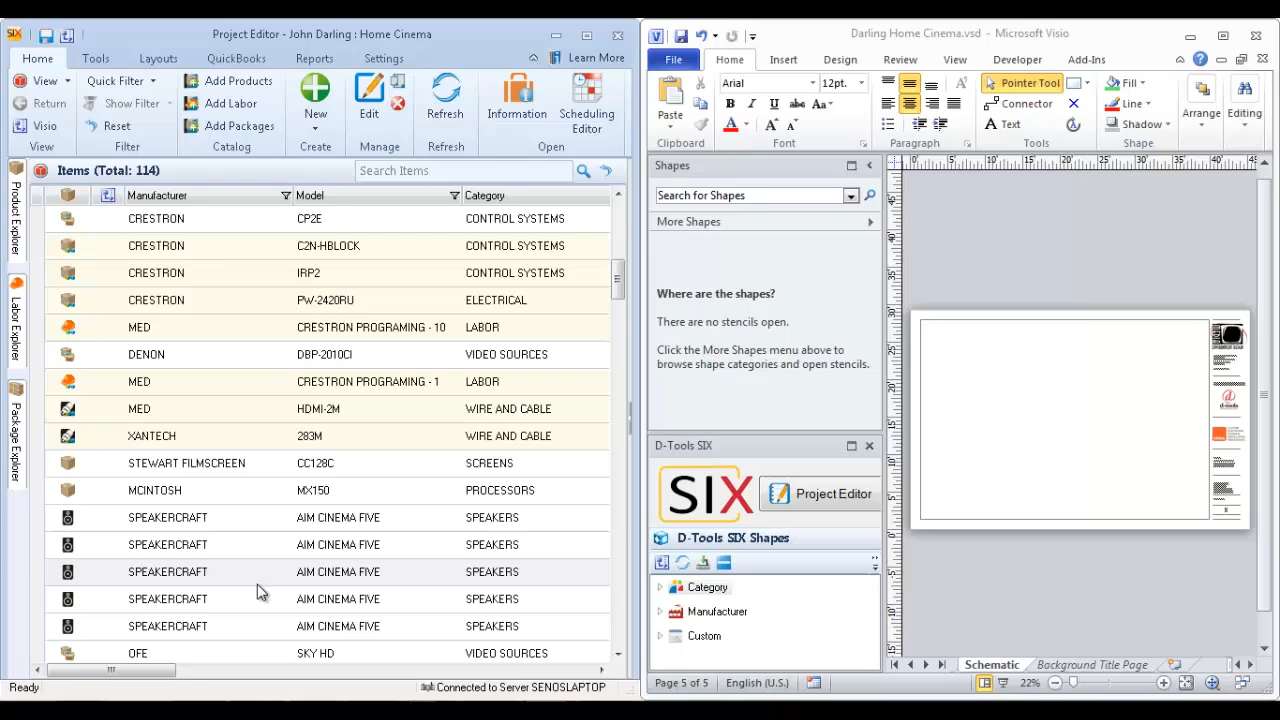 SIX
Project Editor - John Darling : Home Cinema
Home Tools Layouts QuickBooks Reports Settings Learn More
View Quick Filter Add Products
Return Show Filter Add Labor
Visio Reset Add Packages
New Edit Refresh Information Scheduling Editor
View Filter Catalog Create Manage Refresh Open
Items (Total: 114) Search Items
Manufacturer Model Category
CRESTRON CP2E CONTROL SYSTEMS
CRESTRON C2N-HBLOCK CONTROL SYSTEMS
CRESTRON IRP2 CONTROL SYSTEMS
CRESTRON PW-2420RU ELECTRICAL
MED CRESTRON PROGRAMING - 10 LABOR
DENON DBP-2010CI VIDEO SOURCES
MED CRESTRON PROGRAMING - 1 LABOR
MED HDMI-2M WIRE AND CABLE
XANTECH 283M WIRE AND CABLE
STEWART FILMSCREEN CC128C SCREENS
MCINTOSH MX150 PROCESSORS
SPEAKERCRAFT AIM CINEMA FIVE SPEAKERS
SPEAKERCRAFT AIM CINEMA FIVE SPEAKERS
SPEAKERCRAFT AIM CINEMA FIVE SPEAKERS
SPEAKERCRAFT AIM CINEMA FIVE SPEAKERS
SPEAKERCRAFT AIM CINEMA FIVE SPEAKERS
OFE SKY HD VIDEO SOURCES
Product Explorer
Labor Explorer
Package Explorer
Ready Connected to Server SENOSLAPTOP
Darling Home Cinema.vsd - Microsoft Visio
File Home Insert Design Review View Developer Add-Ins
Paste Arial 12pt. Pointer Tool Fill
Connector Line Arrange Editing
Text Shadow
Clipboard Font Paragraph Tools Shape
Shapes
Search for Shapes
More Shapes
Where are the shapes?
There are no stencils open.
Click the More Shapes menu above to
browse shape categories and open stencils.
D-Tools SIX
SIX Project Editor
D-Tools SIX Shapes
Category
Manufacturer
Custom
Schematic Background Title Page
Page 5 of 5 English (U.S.) 22%